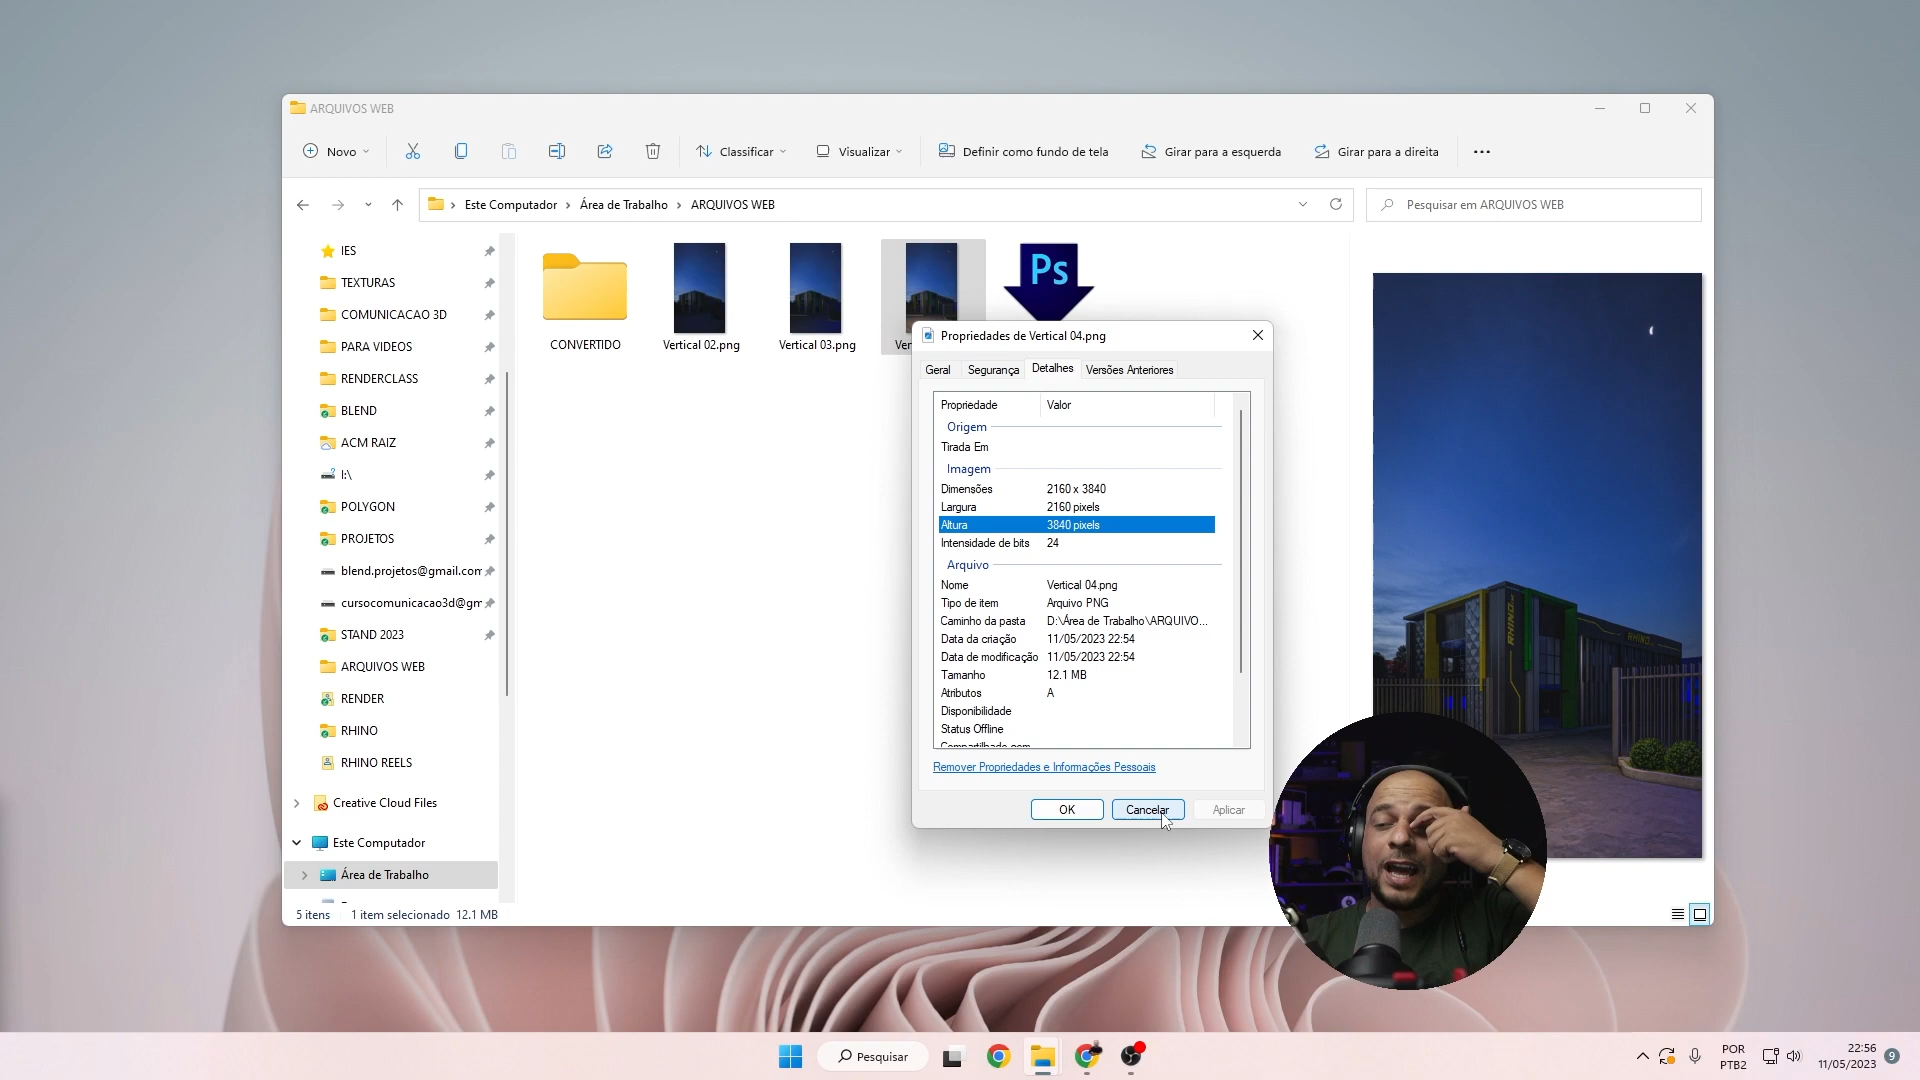 ARQUIVOS WEB
Novo
Classificar
Visualizar
Definir como fundo de tela
Girar para a esquerda
Girar para a direita
Este Computador > Área de Trabalho > ARQUIVOS WEB
Pesquisar em ARQUIVOS WEB
IES
TEXTURAS
COMUNICACAO 3D
PARA VIDEOS
RENDERCLASS
BLEND
ACM RAIZ
I:\
POLYGON
PROJETOS
blend.projetos@gmail.com
cursocomunicacao3d@gm
STAND 2023
ARQUIVOS WEB
RENDER
RHINO
RHINO REELS
Creative Cloud Files
Este Computador
Área de Trabalho
CONVERTIDO
Vertical 02.png
Vertical 03.png
Ver
Ps
Propriedades de Vertical 04.png
Geral
Segurança
Detalhes
Versões Anteriores
Propriedade Valor
Origem
Tirada Em
Imagem
Dimensões 2160 x 3840
Largura 2160 pixels
Altura 3840 pixels
Intensidade de bits 24
Arquivo
Nome Vertical 04.png
Tipo de item Arquivo PNG
Caminho da pasta D:\Área de Trabalho\ARQUIVO...
Data da criação 11/05/2023 22:54
Data de modificação 11/05/2023 22:54
Tamanho 12.1 MB
Atributos A
Disponibilidade
Status Offline
Remover Propriedades e Informações Pessoais
OK
Cancelar
Aplicar
RHINO
RHINO
5 itens
1 item selecionado 12.1 MB
Pesquisar
POR
PTB2
22:56
11/05/2023
9